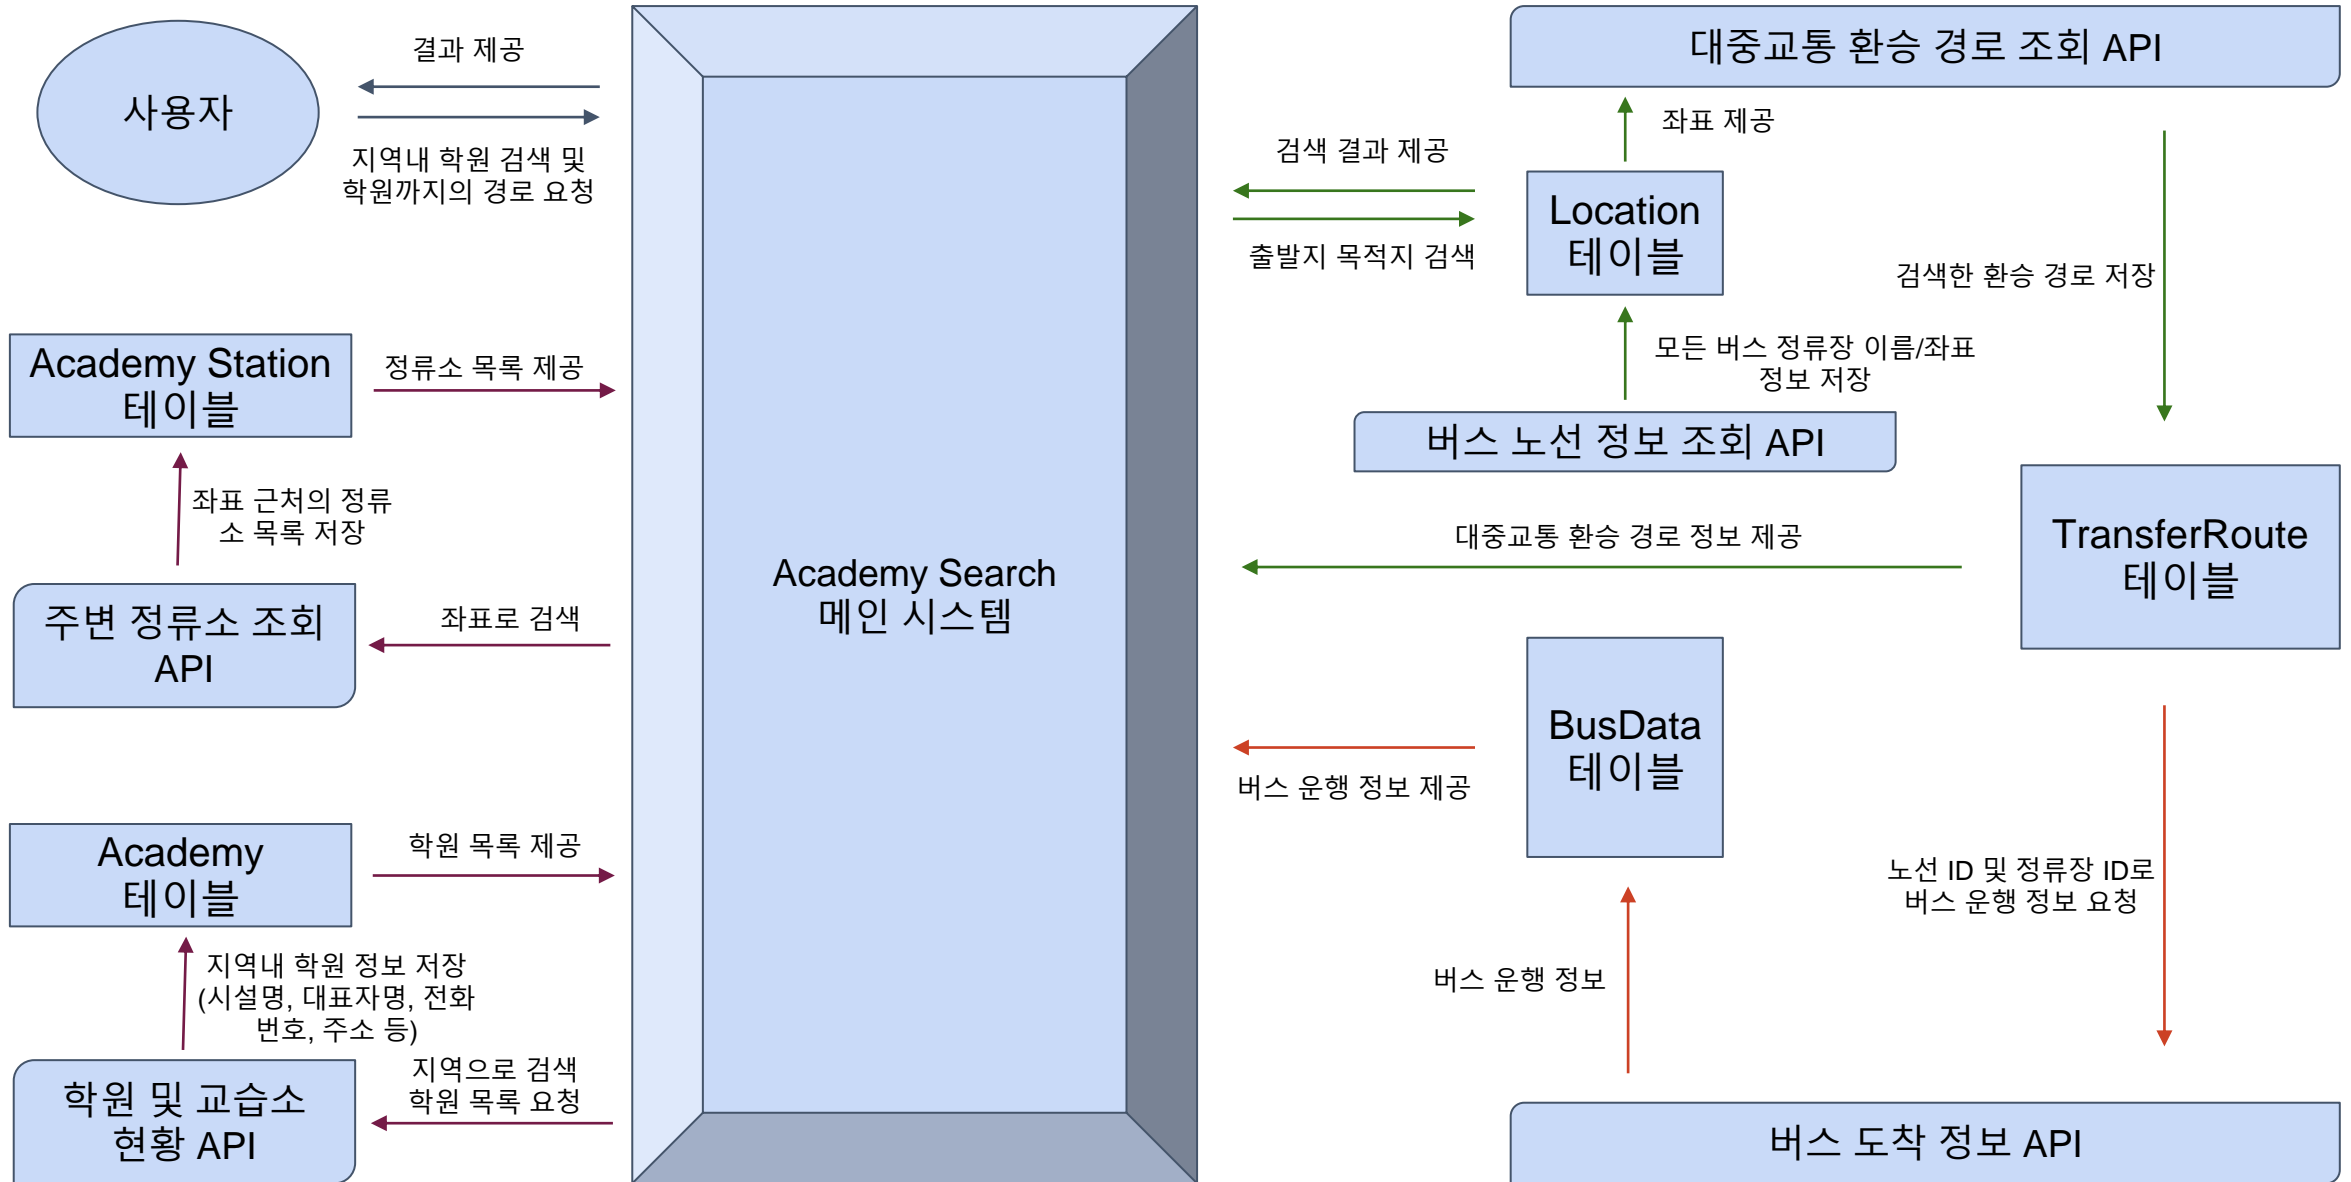 사용자
결과 제공
지역내 학원 검색 및
학원까지의 경로 요청
Academy Station
테이블
정류소 목록 제공
좌표 근처의 정류
소 목록 저장
주변 정류소 조회
API
좌표로 검색
Academy
테이블
학원 목록 제공
지역내 학원 정보 저장
(시설명, 대표자명, 전화
번호, 주소 등)
학원 및 교습소
현황 API
지역으로 검색
학원 목록 요청
Academy Search
메인 시스템
대중교통 환승 경로 조회 API
좌표 제공
검색 결과 제공
출발지 목적지 검색
Location
테이블
검색한 환승 경로 저장
모든 버스 정류장 이름/좌표
정보 저장
버스 노선 정보 조회 API
대중교통 환승 경로 정보 제공
TransferRoute
테이블
BusData
테이블
버스 운행 정보 제공
노선 ID 및 정류장 ID로
버스 운행 정보 요청
버스 운행 정보
버스 도착 정보 API